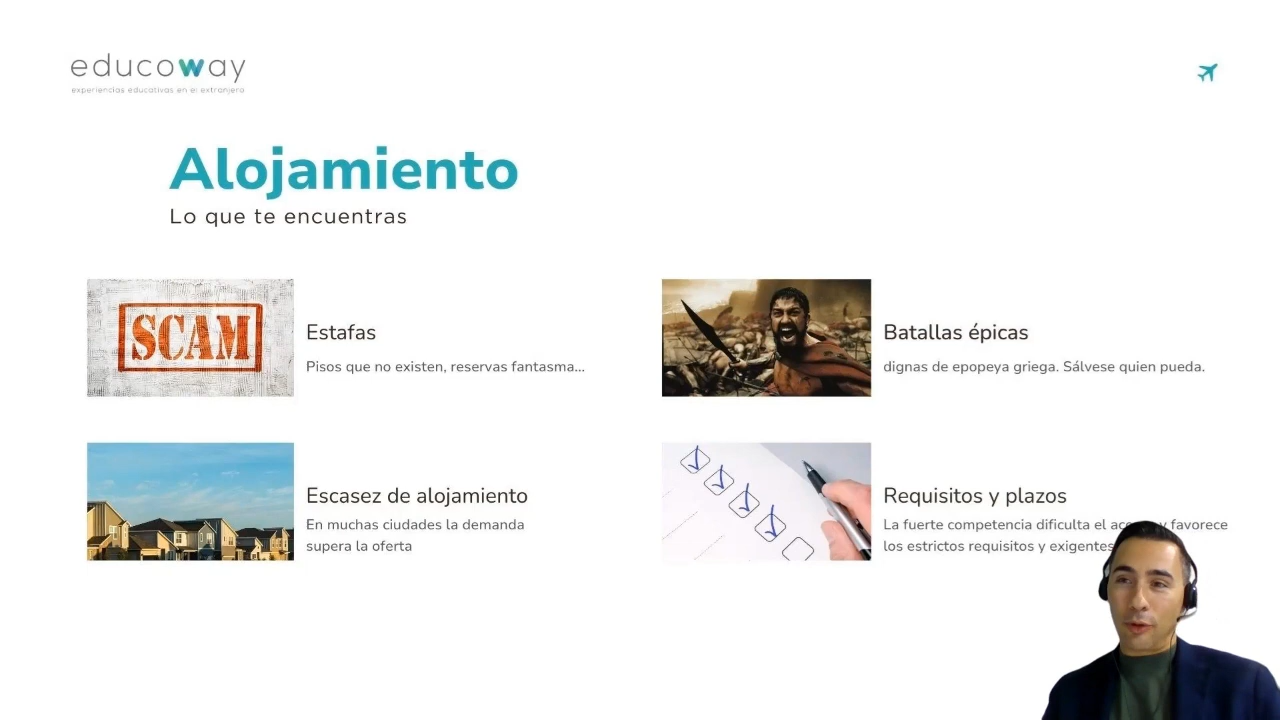 educoway
experiencias educativas en el extranjero
Alojamiento
Lo que te encuentras
SCAM
Estafas
Pisos que no existen, reservas fantasma...
Batallas épicas
dignas de epopeya griega. Sálvese quien pueda.
Escasez de alojamiento
En muchas ciudades la demanda
supera la oferta
Requisitos y plazos
La fuerte competencia dificulta el y favorece
los estrictos requisitos y exigentes